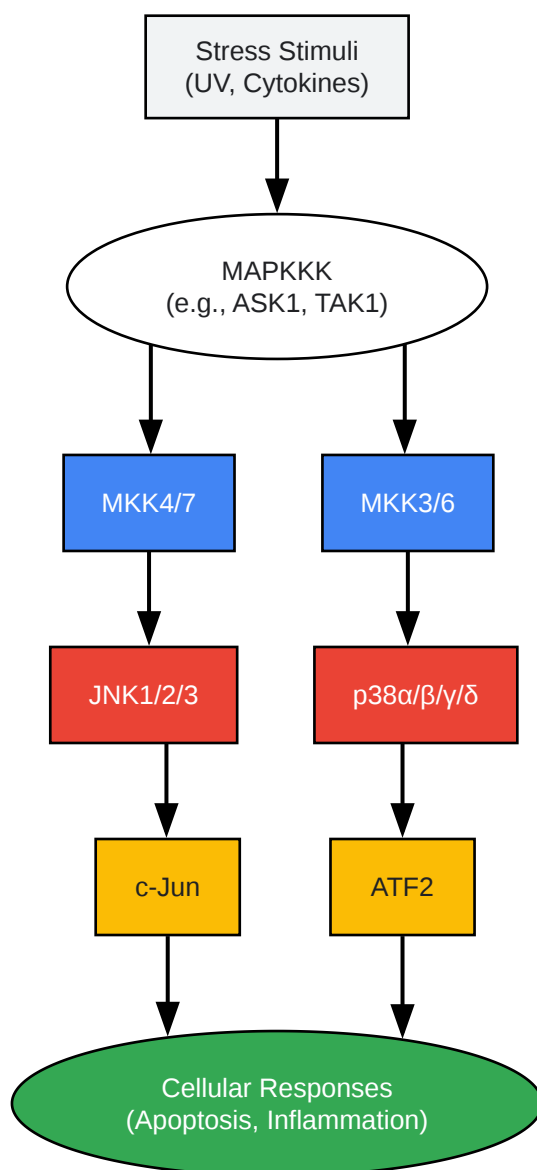 Stress Stimuli
(UV, Cytokines)
MAPKKK
(e.g., ASK1, TAK1)
MKK4/7
MKK3/6
JNK1/2/3
p38α/β/γ/δ
c-Jun
ATF2
Cellular Responses
(Apoptosis, Inflammation)